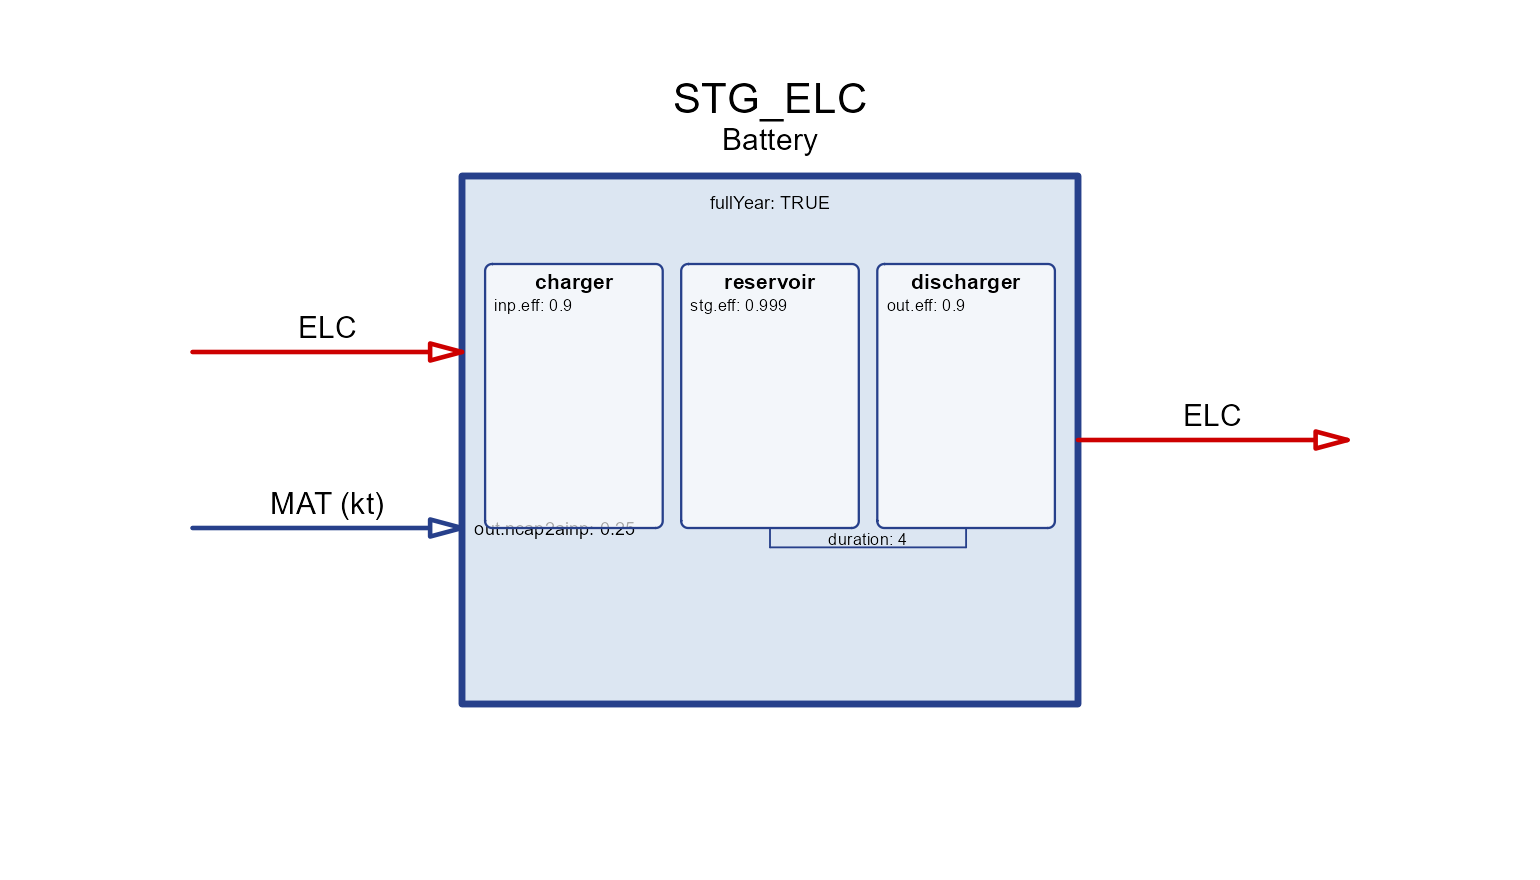 STG_ELC
Battery
fullYear: TRUE
charger
inp.eff: 0.9
reservoir
stg.eff: 0.999
discharger
out.eff: 0.9
ELC
ELC
MAT (kt)
out.ncap2ainp: 0.25
duration: 4